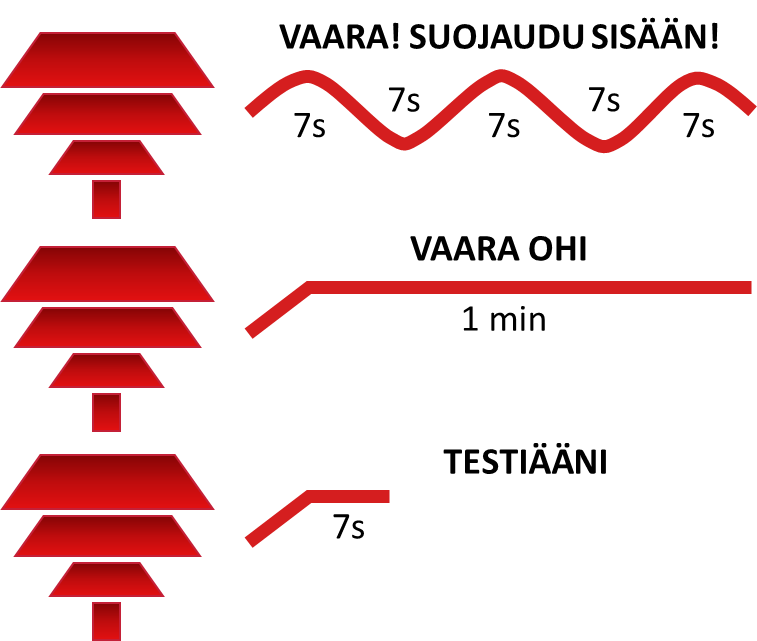 VAARA! SUOJAUDU SISÄÄN!
7s 7s 7s 7s 7s
VAARA OHI
1 min
TESTIÄÄNI
7s